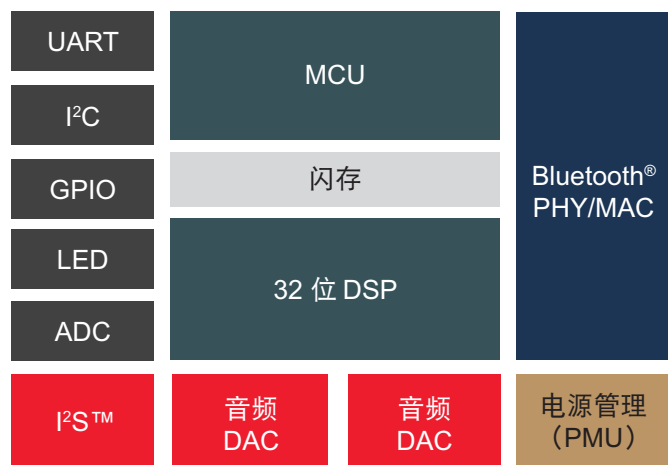 UART
I²C
GPIO
LED
ADC
I²S™
MCU
闪存
32 位 DSP
音频
DAC
音频
DAC
Bluetooth®
PHY/MAC
电源管理
（PMU）